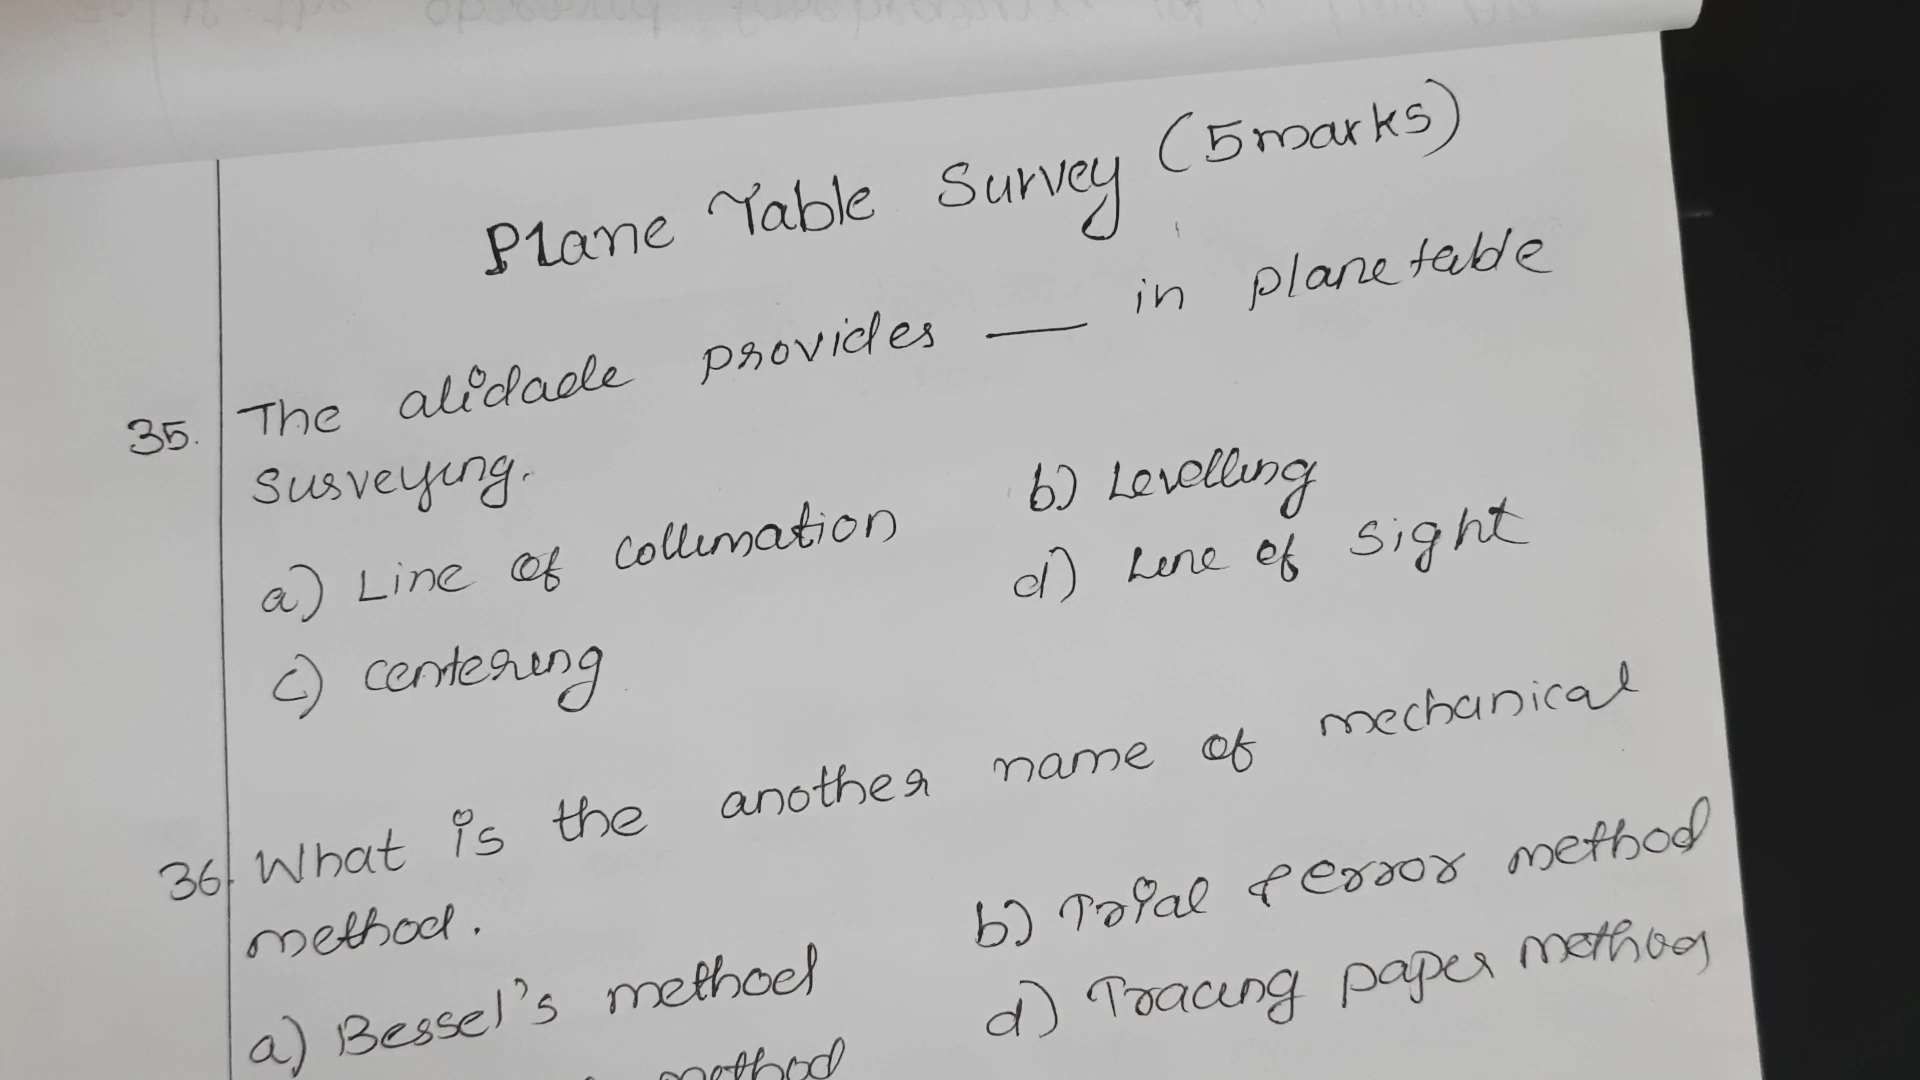 Plane Table Survey (5marks)
35. The alidade provides — in plane table
surveying.
a) Line of collimation b) Levelling
c) centering d) Line of sight
36. What is the another name of mechanical
method.
a) Bessel's method b) Trial & error method
d) Tracing paper method
method